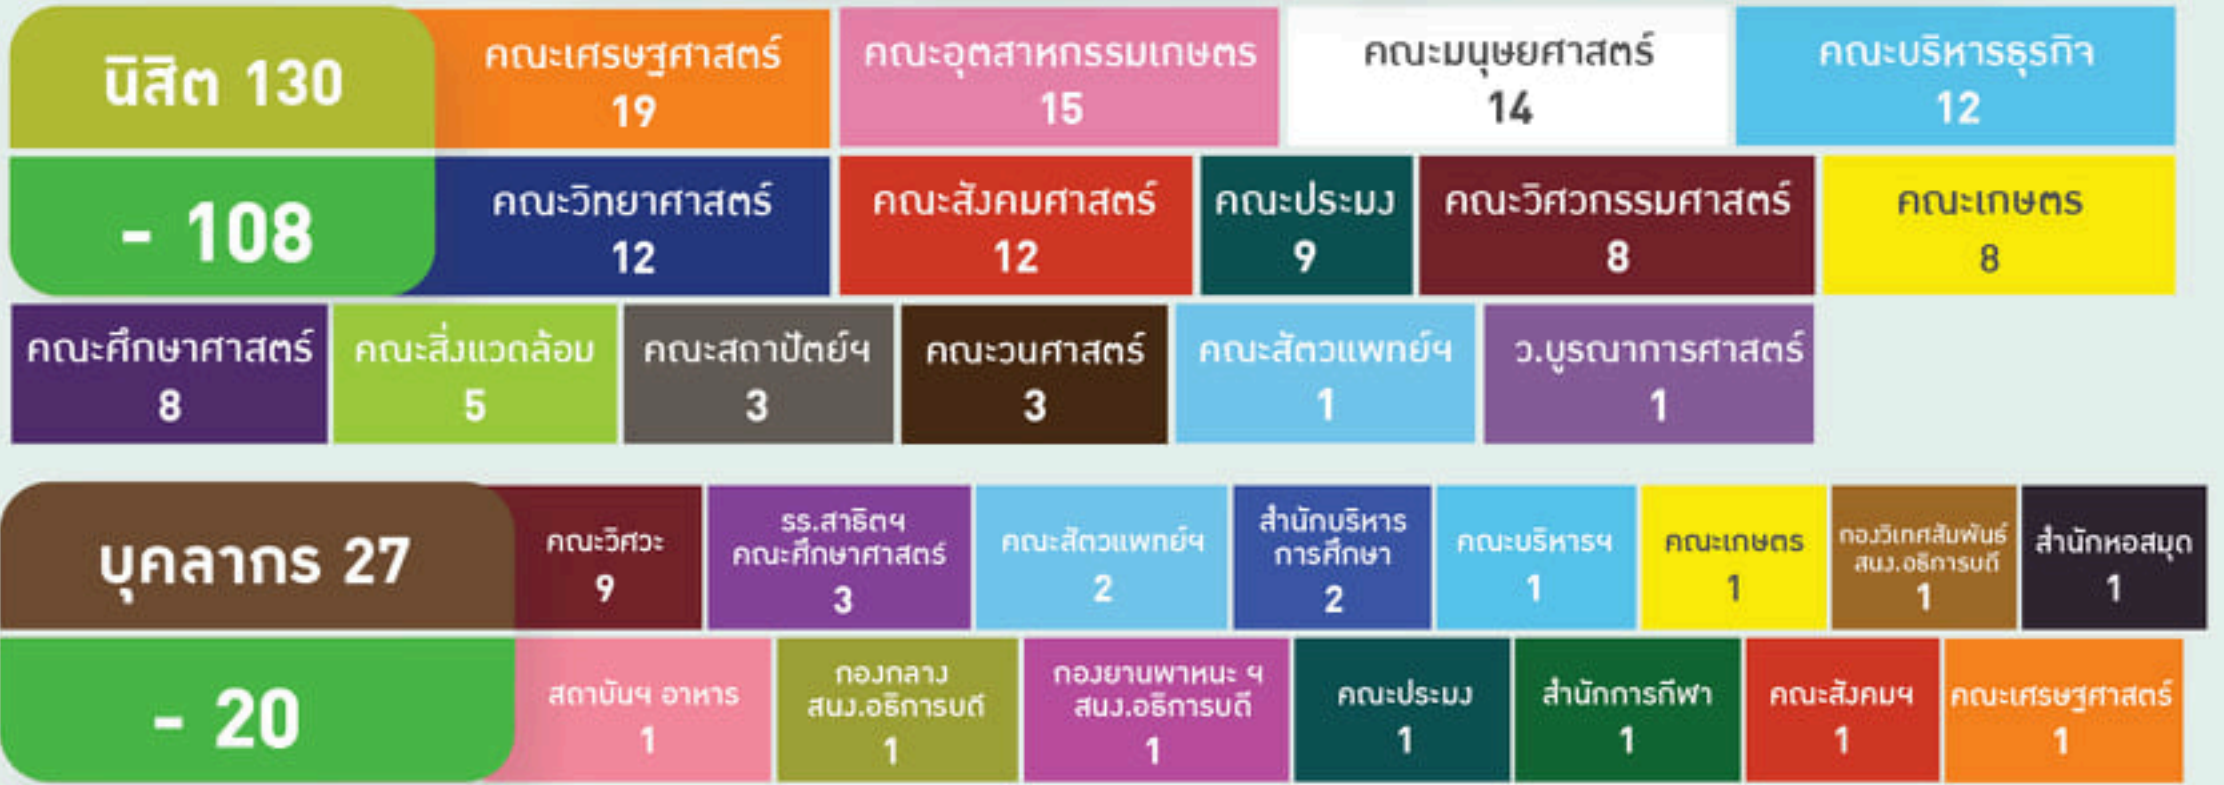 นิสิต 130
- 108
คณะเศรษฐศาสตร์
19
คณะอุตสาหกรรมเกษตร
15
คณะมนุษยศาสตร์
14
คณะบริหารธุรกิจ
12
คณะวิทยาศาสตร์
12
คณะสังคมศาสตร์
12
คณะประมง
9
คณะวิศวกรรมศาสตร์
8
คณะเกษตร
8
คณะศึกษาศาสตร์
8
คณะสิ่งแวดล้อม
5
คณะสถาปัตย์ฯ
3
คณะวนศาสตร์
3
คณะสัตวแพทย์ฯ
1
ว.บูรณาการศาสตร์
1
บุคลากร 27
- 20
คณะวิศวะ
9
รร.สาธิตฯ
คณะศึกษาศาสตร์
3
คณะสัตวแพทย์ฯ
2
สำนักบริหาร
การศึกษา
2
คณะบริหารฯ
1
คณะเกษตร
1
กองวิเทศสัมพันธ์
สนง.อธิการบดี
1
สำนักหอสมุด
1
สถาบันฯ อาหาร
1
กองกลาง
สนง.อธิการบดี
1
กองยานพาหนะ ฯ
สนง.อธิการบดี
1
คณะประมง
1
สำนักการกีฬา
1
คณะสังคมฯ
1
คณะเศรษฐศาสตร์
1